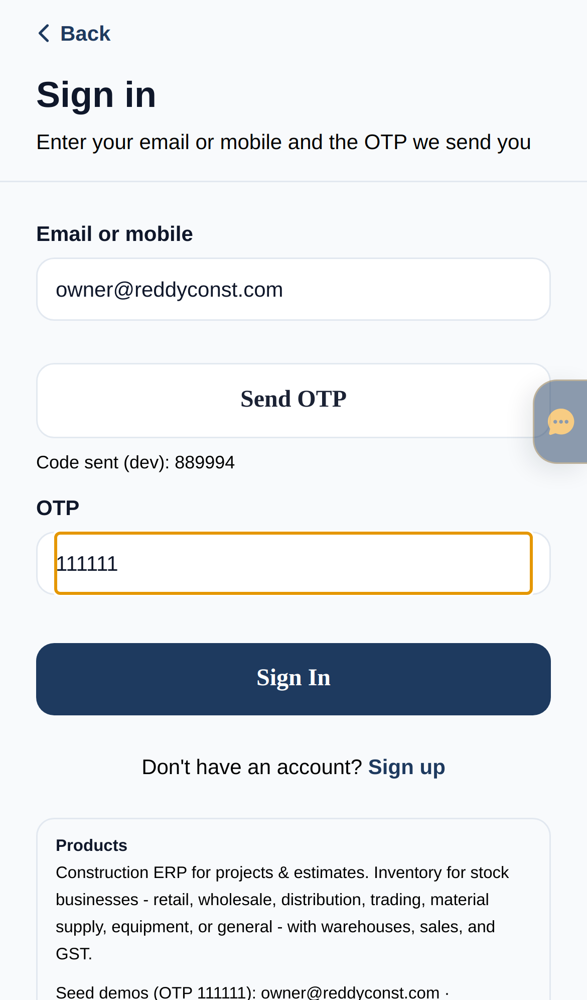 Back
Sign in
Enter your email or mobile and the OTP we send you
Email or mobile
owner@reddyconst.com
Send OTP
Code sent (dev): 889994
OTP
111111
Sign In
Don't have an account? Sign up
Products
Construction ERP for projects & estimates. Inventory for stock
businesses - retail, wholesale, distribution, trading, material
supply, equipment, or general - with warehouses, sales, and
GST.
Seed demos (OTP 111111): owner@reddyconst.com ·